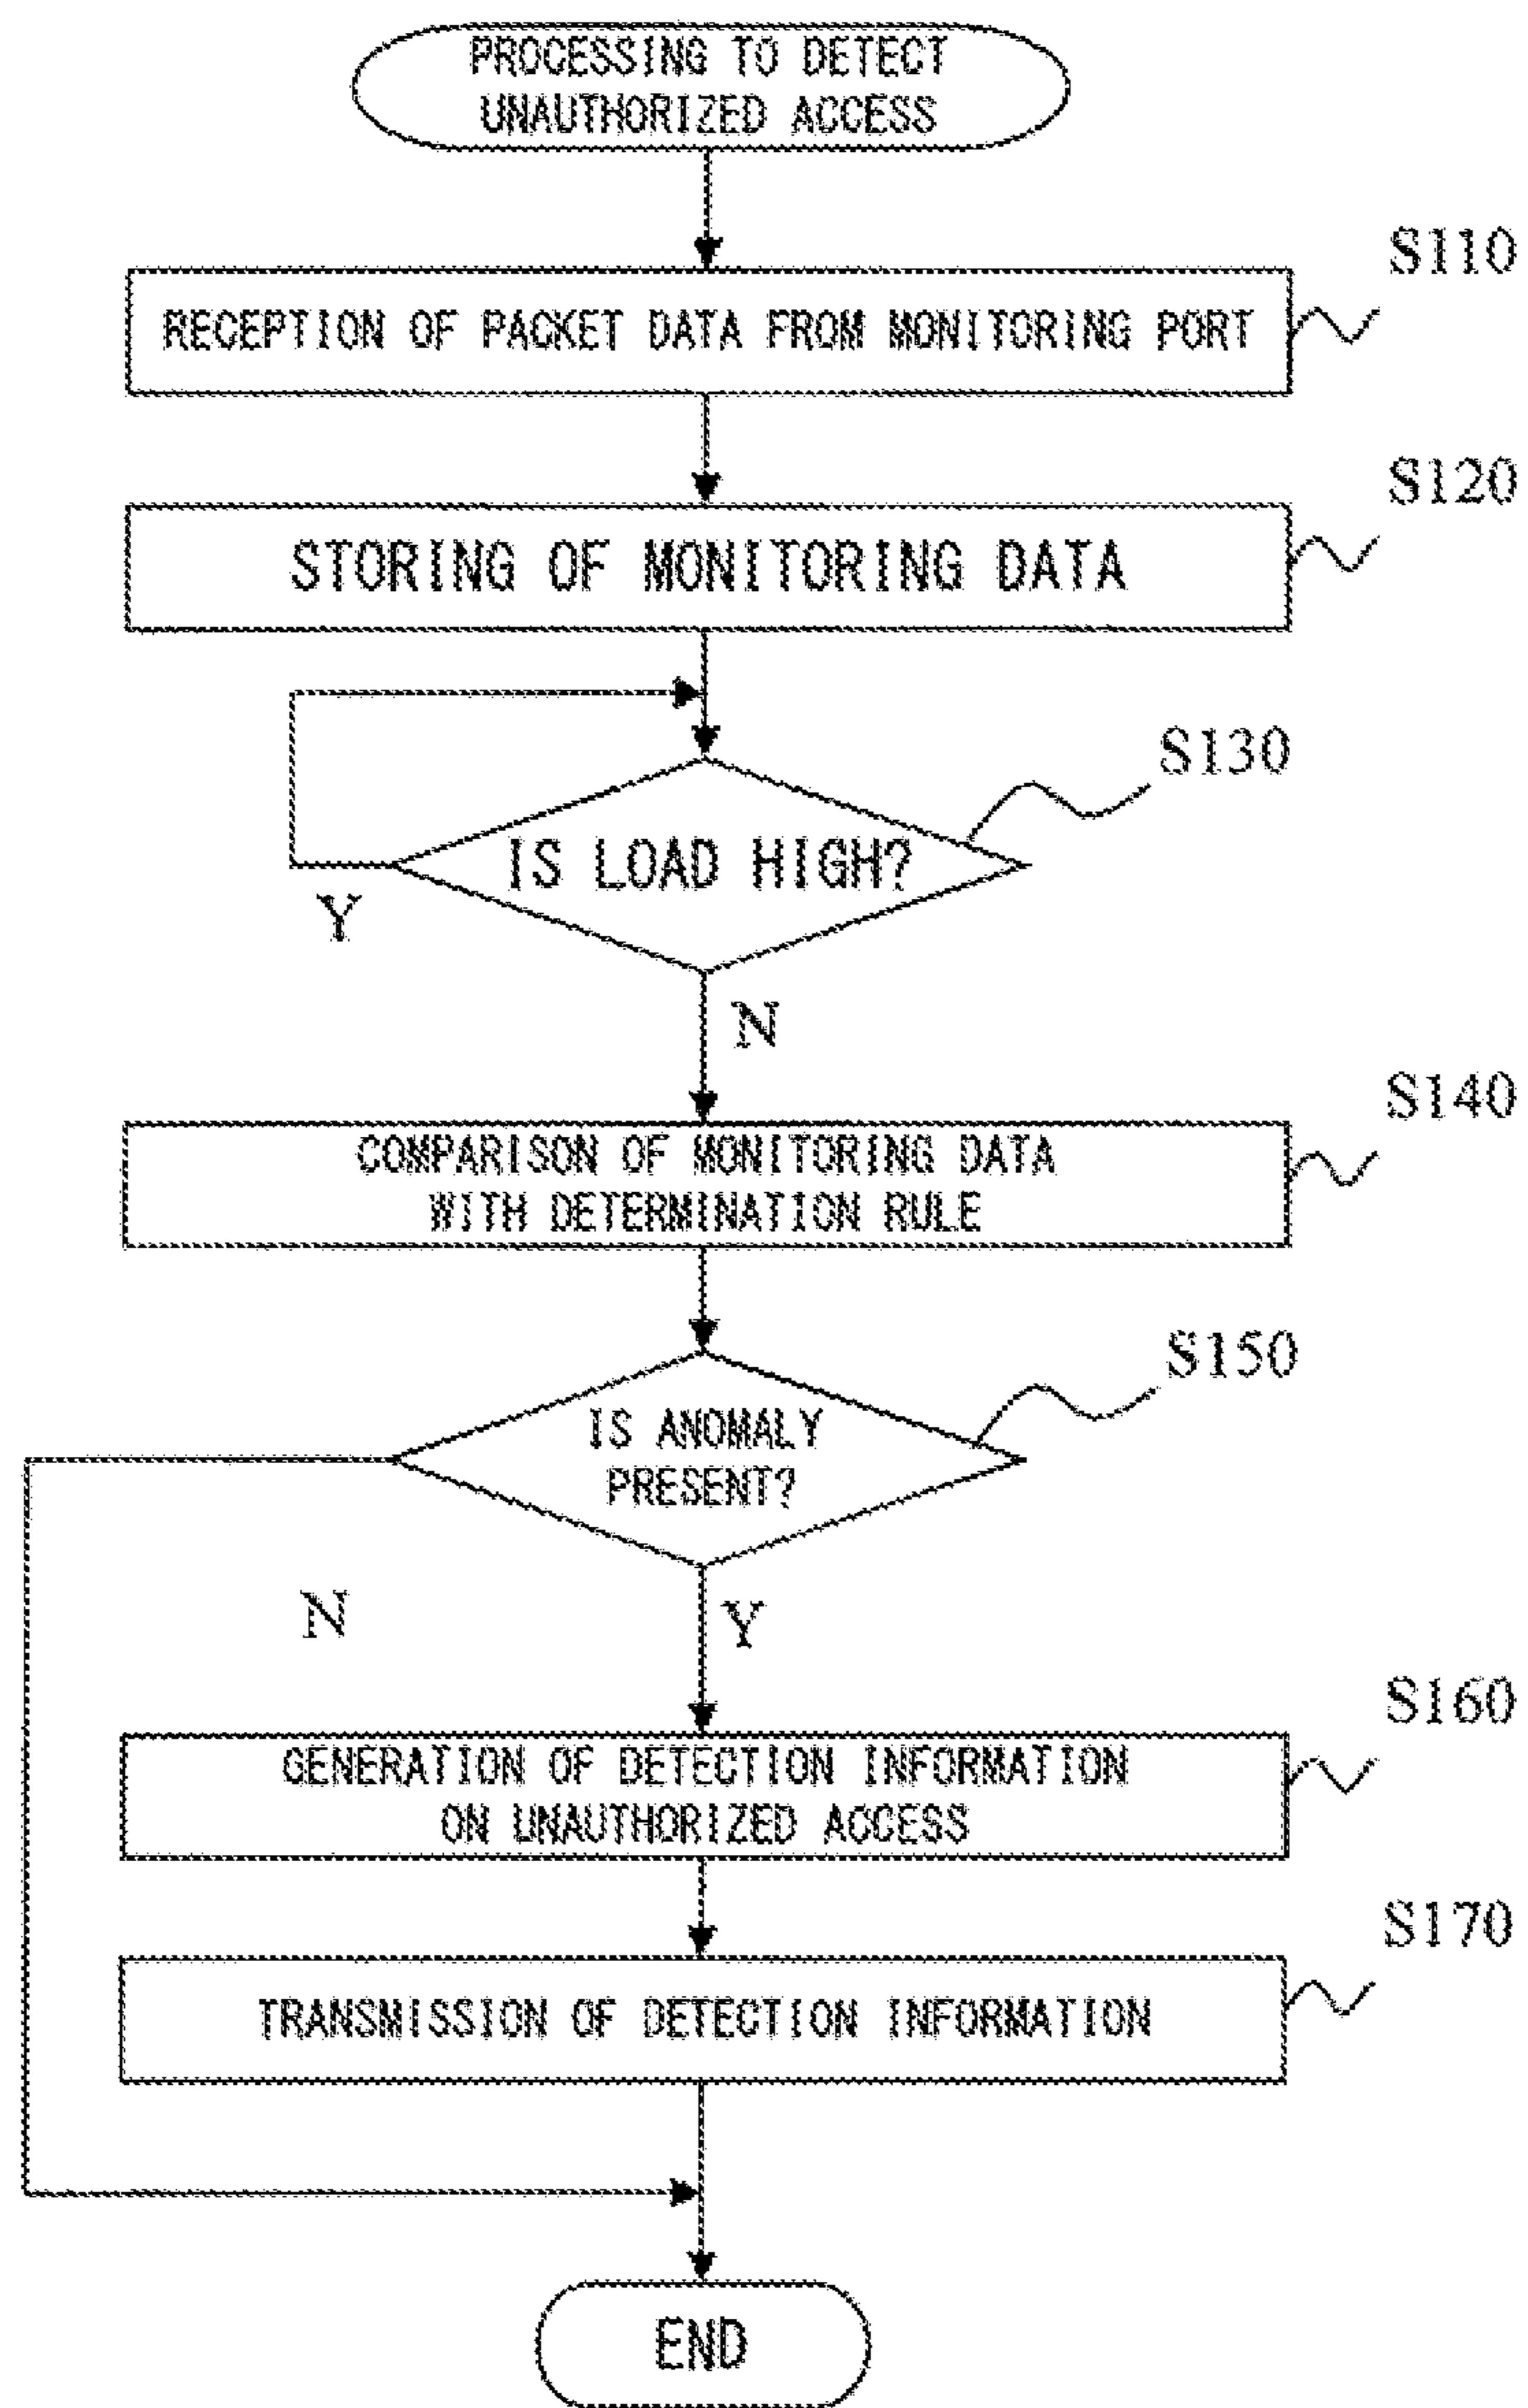 PROCESSING TO DETECT
UNAUTHORIZED ACCESS
S110
RECEPTION OF PACKET DATA FROM MONITORING PORT
S120
STORING OF MONITORING DATA
S130
IS LOAD HIGH?
Y
N
S140
COMPARISON OF MONITORING DATA
WITH DETERMINATION RULE
S150
IS ANOMALY
PRESENT?
N
Y
S160
GENERATION OF DETECTION INFORMATION
ON UNAUTHORIZED ACCESS
S170
TRANSMISSION OF DETECTION INFORMATION
END